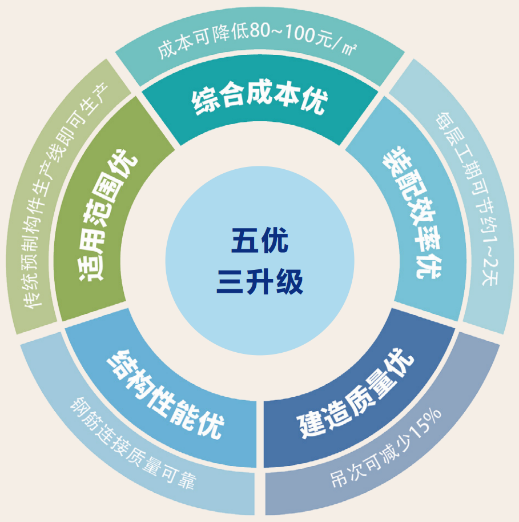 五优
三升级
综合成本优
成本可降低80~100元/㎡
装配效率优
每层工期可节约1~2天
建造质量优
吊次可减少15%
结构性能优
钢筋连接质量可靠
适用范围优
传统预制构件生产线即可生产